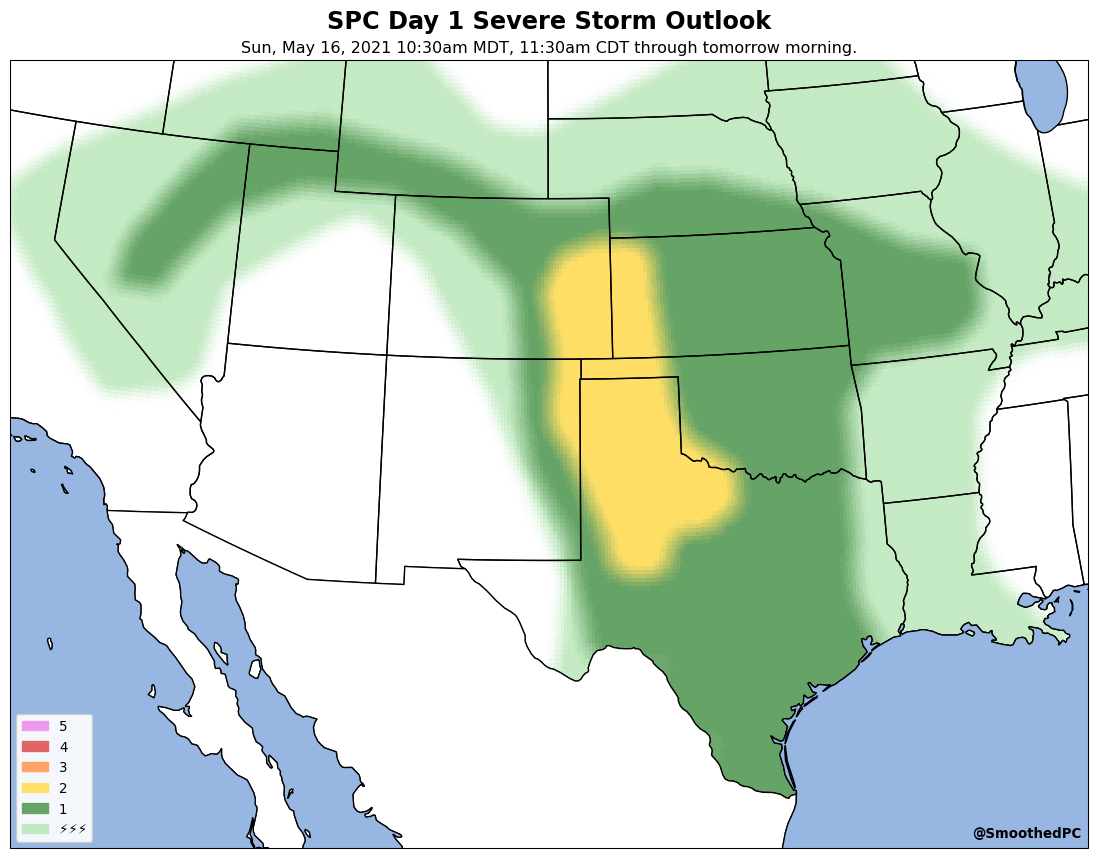 SPC Day 1 Severe Storm Outlook
Sun, May 16, 2021 10:30am MDT, 11:30am CDT through tomorrow morning.
5
4
3
2
1
⚡⚡⚡
@SmoothedPC